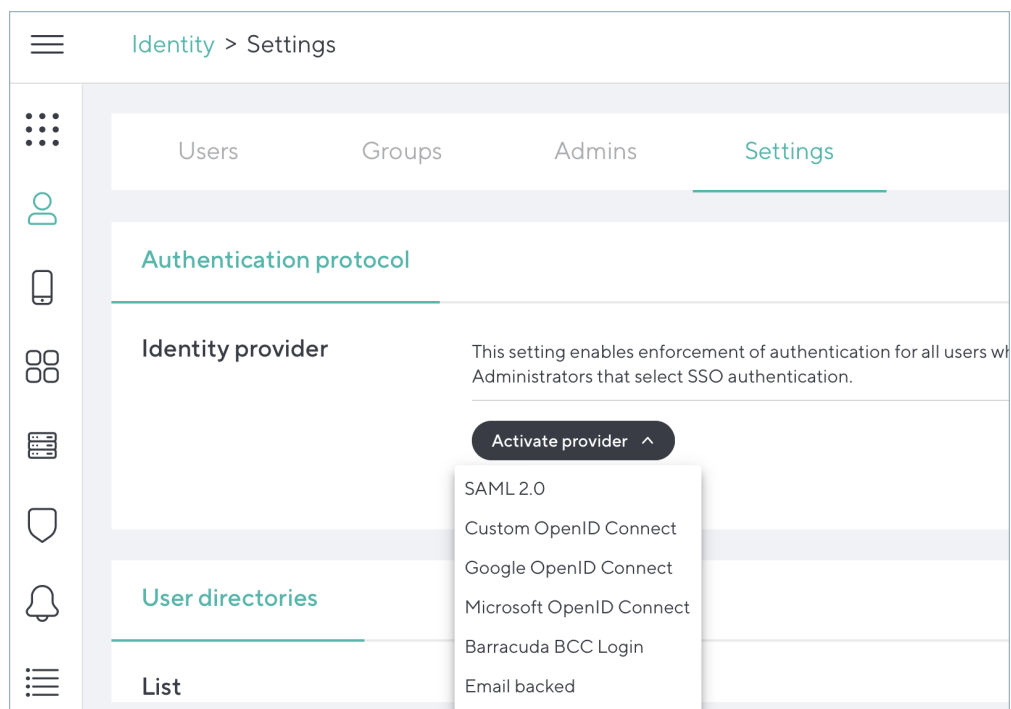 Identity > Settings
Users Groups Admins Settings
Authentication protocol
Identity provider
This setting enables enforcement of authentication for all users
Administrators that select SSO authentication.
Activate provider
SAML 2.0
Custom OpenID Connect
Google OpenID Connect
Microsoft OpenID Connect
Barracuda BCC Login
Email backed
User directories
List